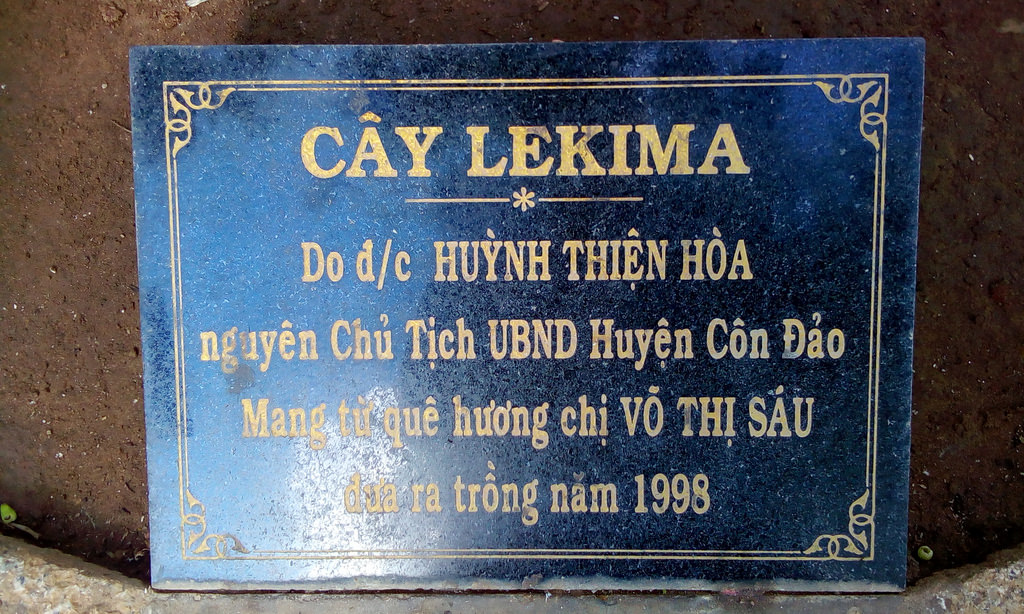 CÂY LEKIMA
Do đ/c HUỲNH THIỆN HÒA
nguyên Chủ Tịch UBND Huyện Côn Đảo
Mang từ quê hương chị VÕ THỊ SÁU
đưa ra trồng năm 1998